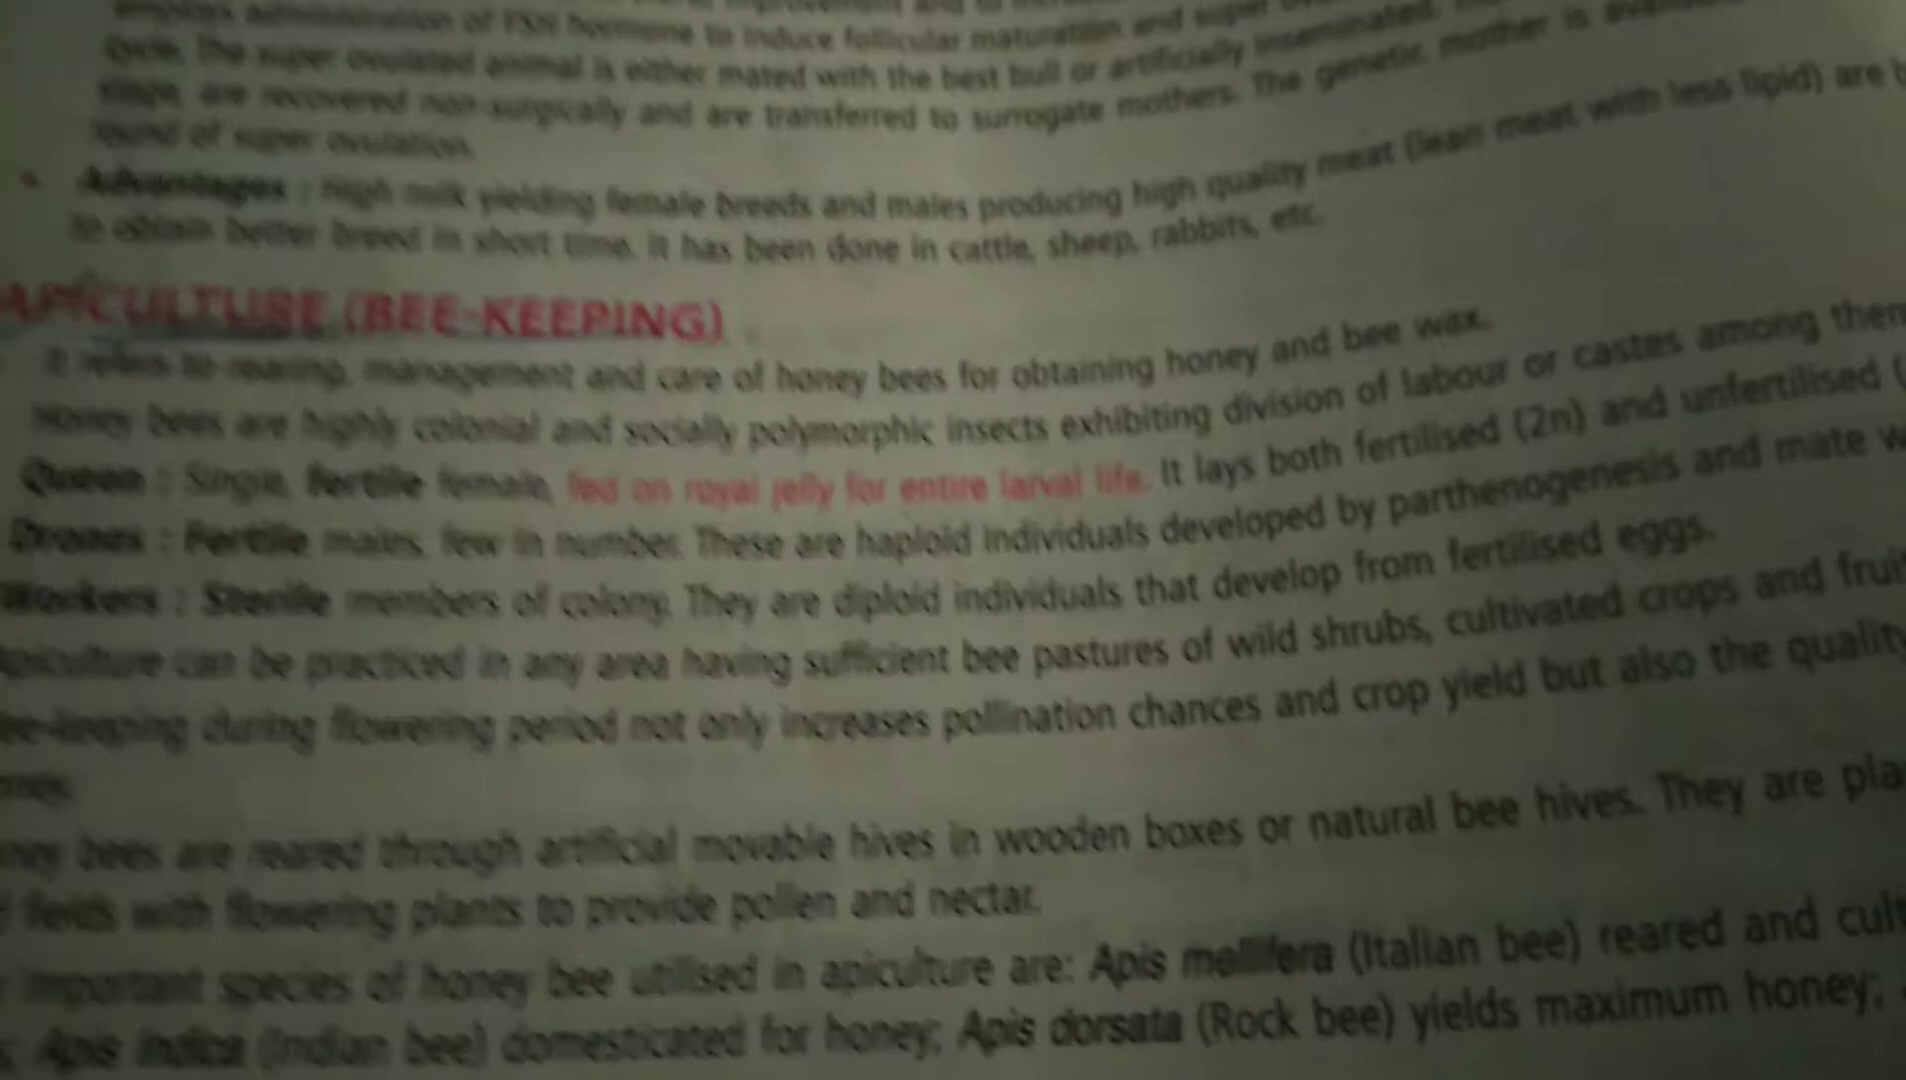 administration of FSH hormone to induce follicular maturation and super
cycle. The super ovulated animal is either mated with the best bull or artificially inseminated.
stage, are recovered non-surgically and are transferred to surrogate mothers. The genetic mother is
round of super ovulation.
• Advantages : High milk yielding female breeds and males producing high quality meat (lean meat with less lipid) are
to obtain better breed in short time. It has been done in cattle, sheep, rabbits, etc.
APICULTURE (BEE-KEEPING)
It refers to rearing, management and care of honey bees for obtaining honey and bee wax.
Honey bees are highly colonial and socially polymorphic insects exhibiting division of labour or castes among them
Queen : Single, fertile female, fed on royal jelly for entire larval life. It lays both fertilised (2n) and unfertilised (
Drones : Fertile males, few in number. These are haploid individuals developed by parthenogenesis and mate w
Workers : Sterile members of colony. They are diploid individuals that develop from fertilised eggs.
Apiculture can be practiced in any area having sufficient bee pastures of wild shrubs, cultivated crops and fruit
ee-keeping during flowering period not only increases pollination chances and crop yield but also the quality
oney.
ney bees are reared through artificial movable hives in wooden boxes or natural bee hives. They are pla
fields with flowering plants to provide pollen and nectar.
important species of honey bee utilised in apiculture are: Apis mellifera (Italian bee) reared and cult
Apis indica (Indian bee) domesticated for honey; Apis dorsata (Rock bee) yields maximum honey;